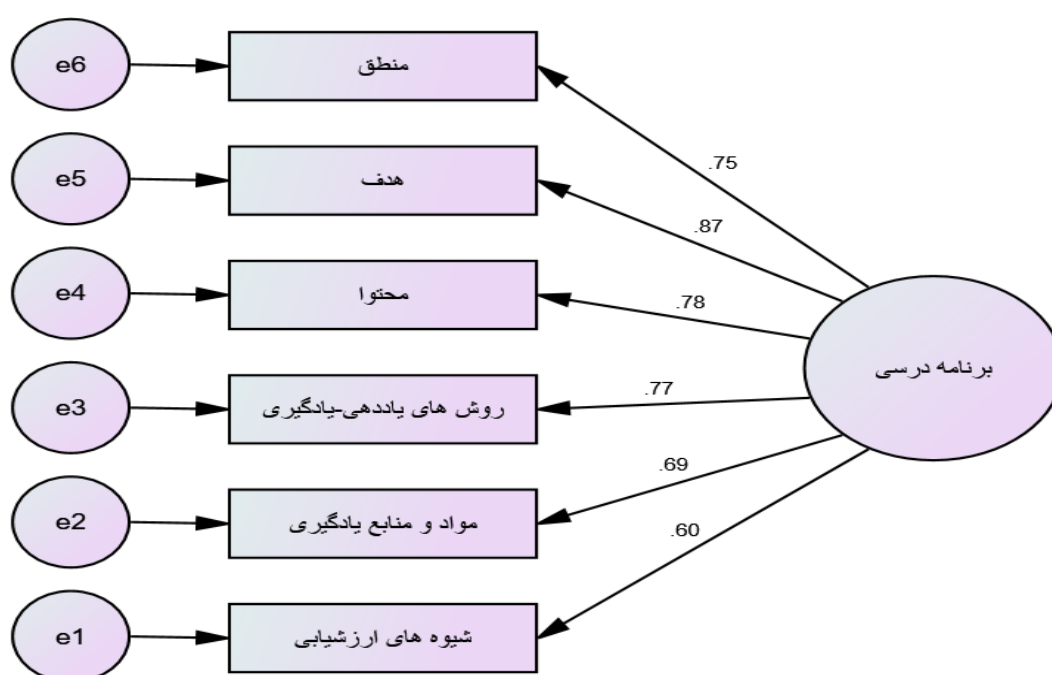 e6
منطق
.75
e5
هدف
.87
e4
محتوا
.78
برنامه درسی
e3
روش های یاددهی-یادگیری
.77
e2
مواد و منابع یادگیری
.69
e1
شیوه های ارزشیابی
.60